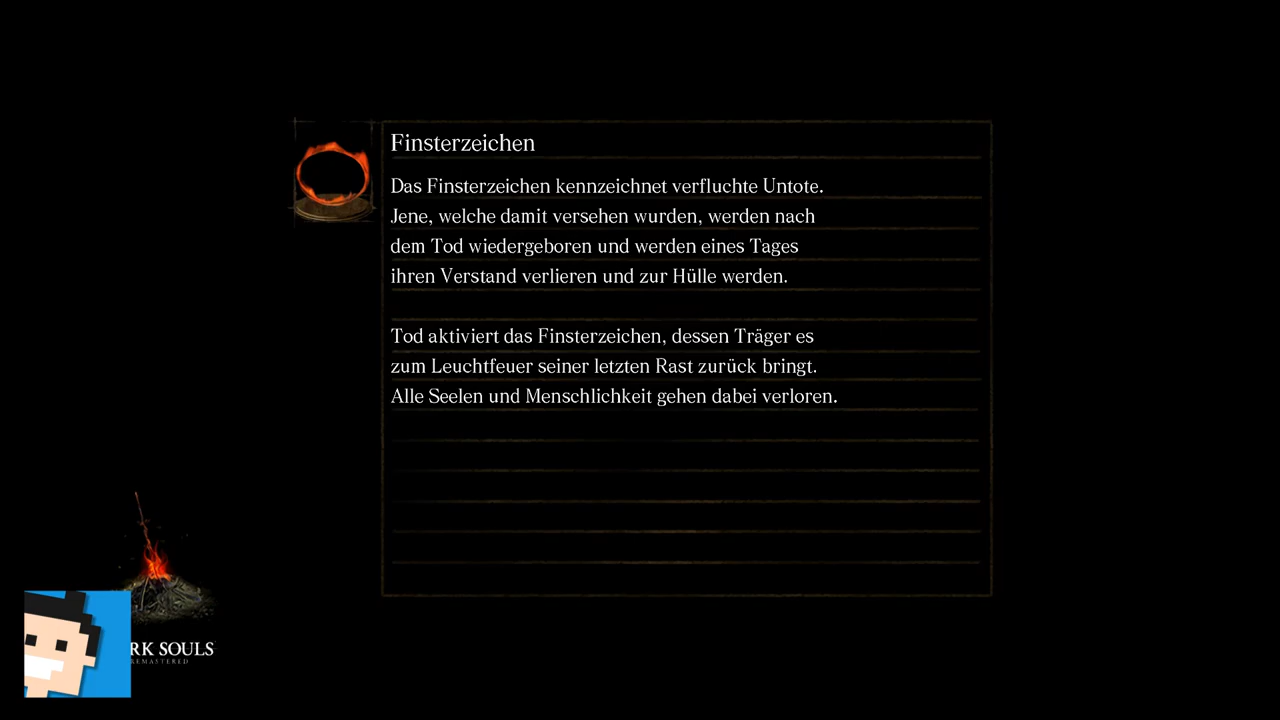 Finsterzeichen
Das Finsterzeichen kennzeichnet verfluchte Untote.
Jene, welche damit versehen wurden, werden nach
dem Tod wiedergeboren und werden eines Tages
ihren Verstand verlieren und zur Hülle werden.
Tod aktiviert das Finsterzeichen, dessen Träger es
zum Leuchtfeuer seiner letzten Rast zurück bringt.
Alle Seelen und Menschlichkeit gehen dabei verloren.
RK SOULS
REMASTERED